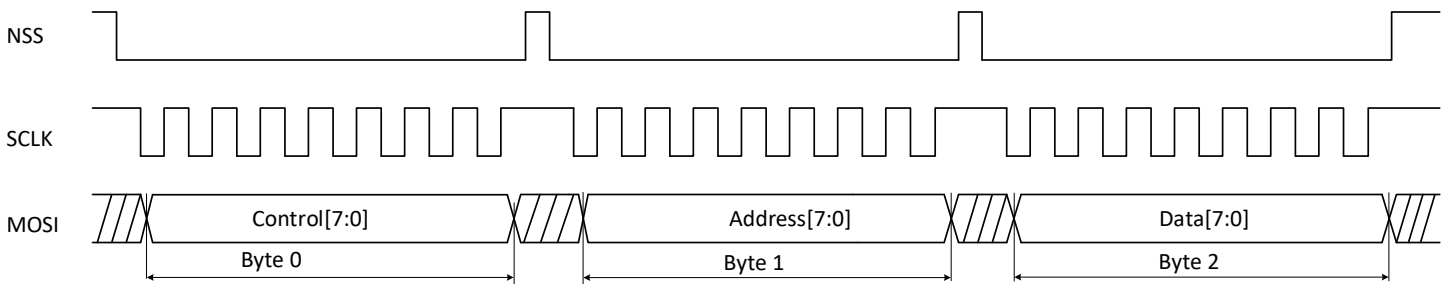 NSS
SCLK
MOSI
Control[7:0]
Address[7:0]
Data[7:0]
Byte 0
Byte 1
Byte 2